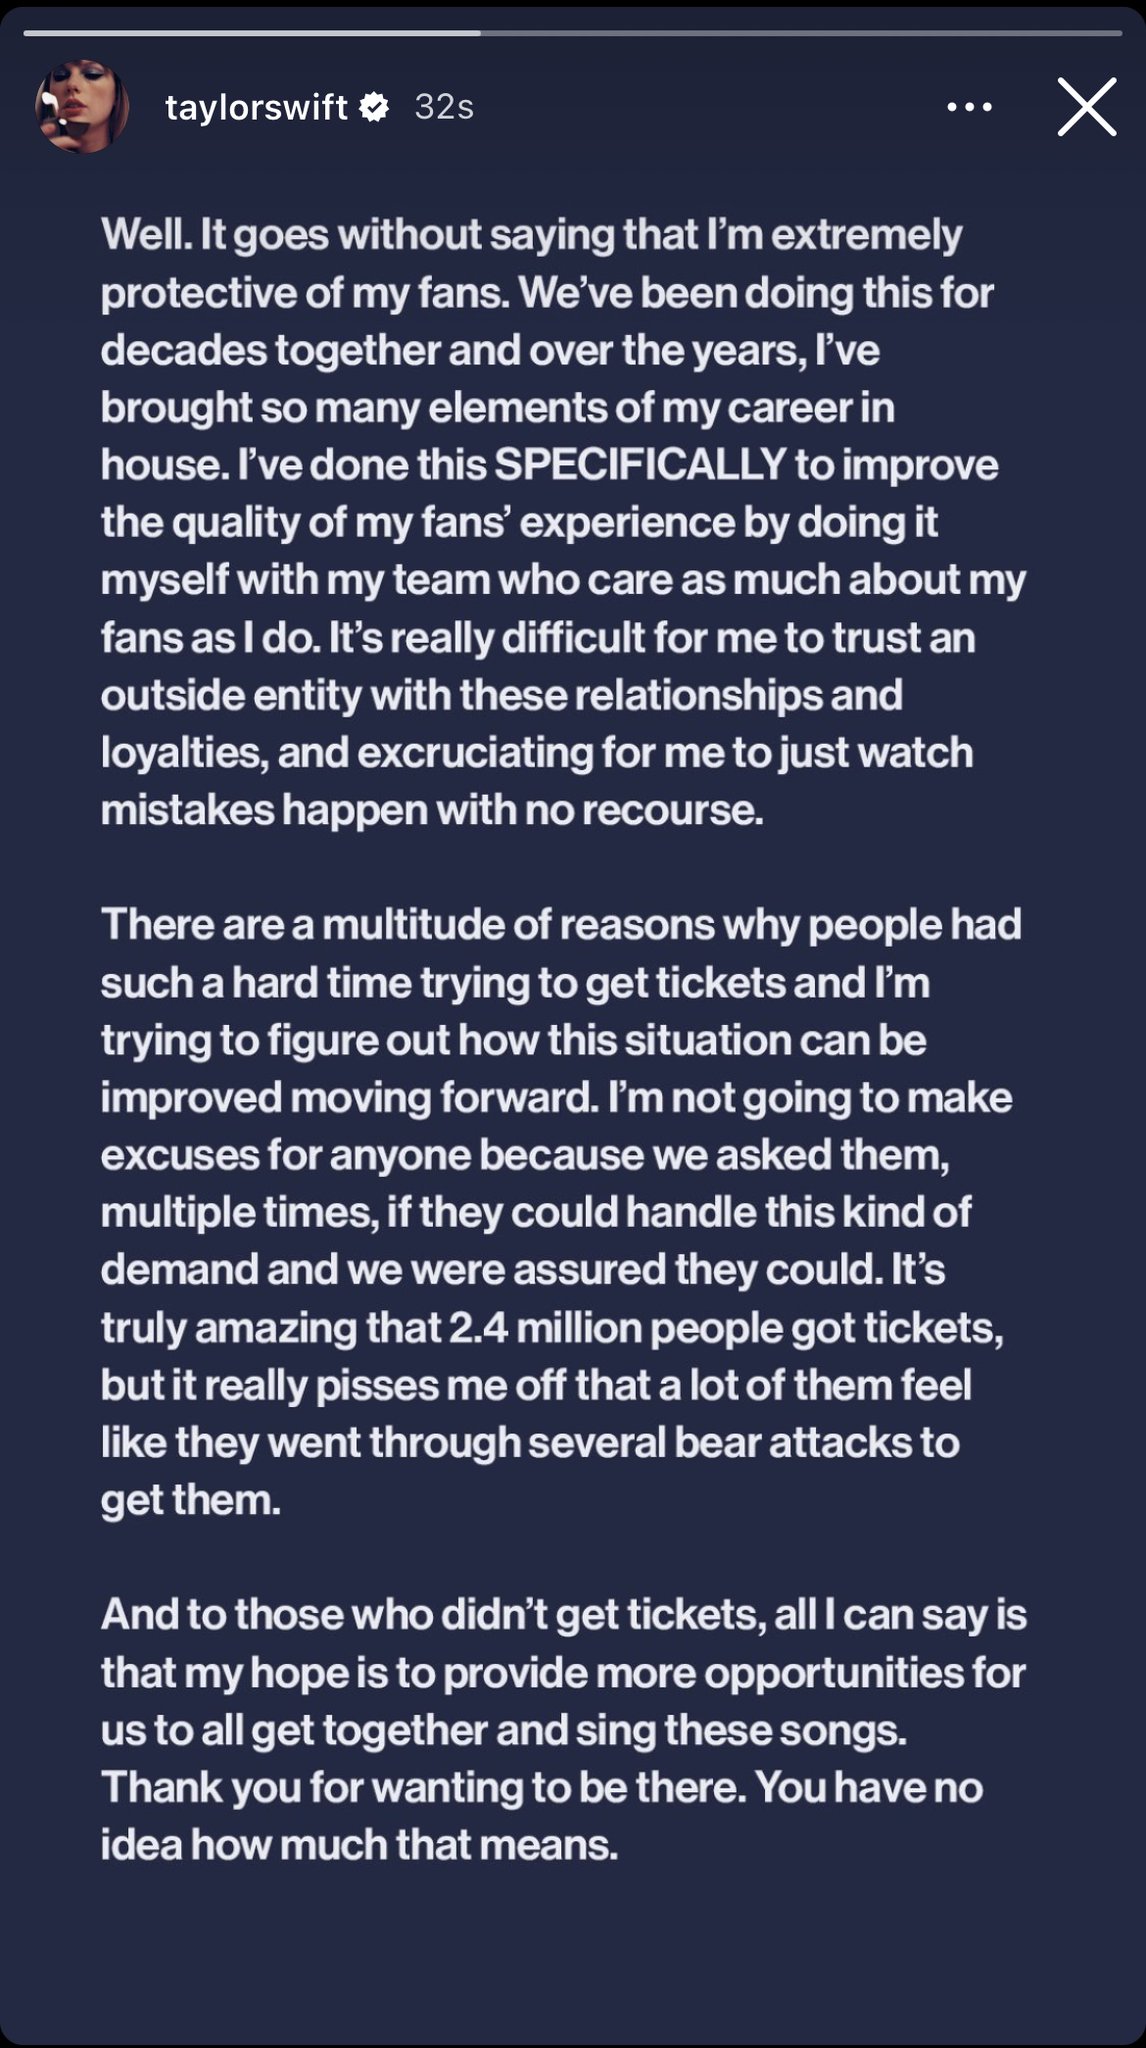 taylorswift 32s
Well. It goes without saying that I’m extremely
protective of my fans. We’ve been doing this for
decades together and over the years, I’ve
brought so many elements of my career in
house. I’ve done this SPECIFICALLY to improve
the quality of my fans’ experience by doing it
myself with my team who care as much about my
fans as I do. It’s really difficult for me to trust an
outside entity with these relationships and
loyalties, and excruciating for me to just watch
mistakes happen with no recourse.
There are a multitude of reasons why people had
such a hard time trying to get tickets and I’m
trying to figure out how this situation can be
improved moving forward. I’m not going to make
excuses for anyone because we asked them,
multiple times, if they could handle this kind of
demand and we were assured they could. It’s
truly amazing that 2.4 million people got tickets,
but it really pisses me off that a lot of them feel
like they went through several bear attacks to
get them.
And to those who didn’t get tickets, all I can say is
that my hope is to provide more opportunities for
us to all get together and sing these songs.
Thank you for wanting to be there. You have no
idea how much that means.